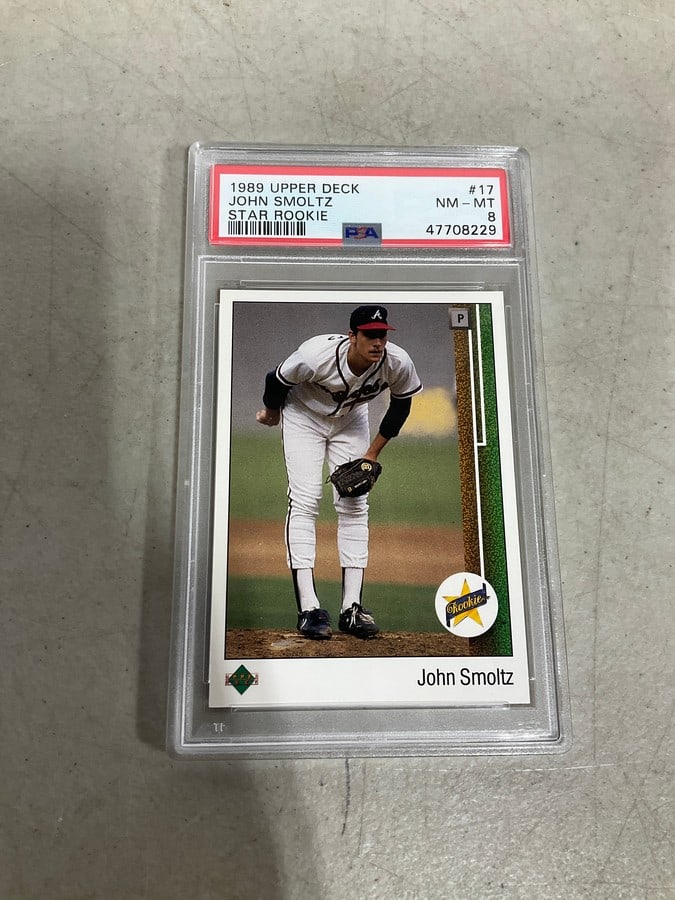 1989 UPPER DECK #17
JOHN SMOLTZ NM - MT
STAR ROOKIE 8
PSA 47708229
A
P
Rookie
John Smoltz